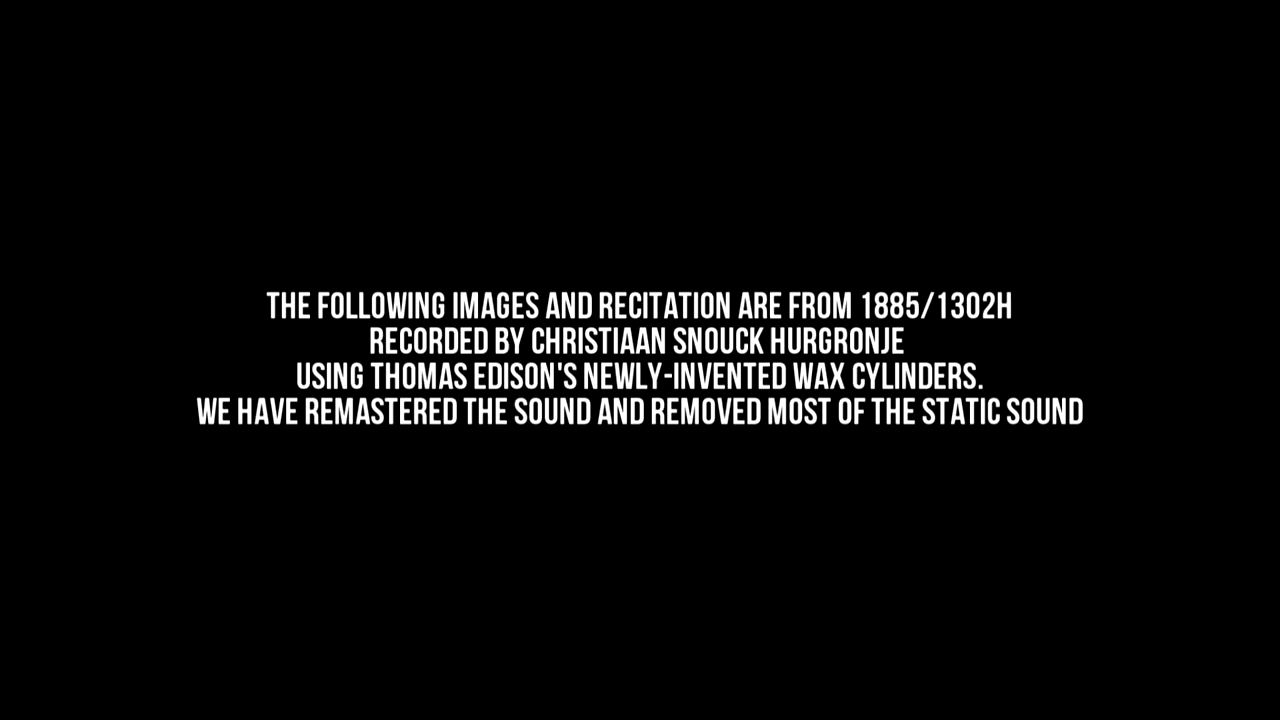 THE FOLLOWING IMAGES AND RECITATION ARE FROM 1885/1302H
RECORDED BY CHRISTIAAN SNOUCK HURGRONJE
USING THOMAS EDISON'S NEWLY-INVENTED WAX CYLINDERS.
WE HAVE REMASTERED THE SOUND AND REMOVED MOST OF THE STATIC SOUND